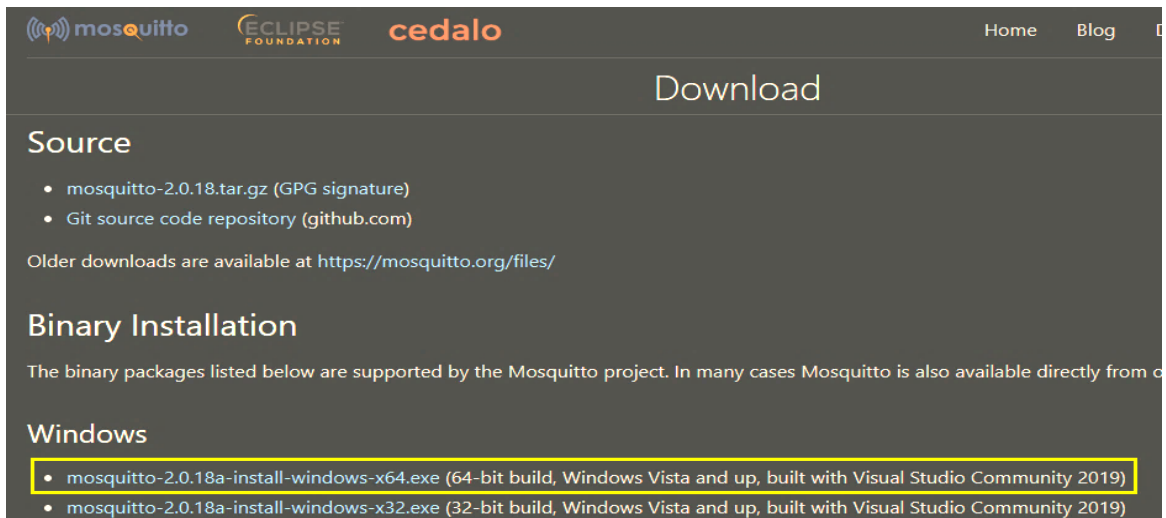 mosquitto ECLIPSE FOUNDATION cedalo Home Blog D
Download
Source
• mosquitto-2.0.18.tar.gz (GPG signature)
• Git source code repository (github.com)
Older downloads are available at https://mosquitto.org/files/
Binary Installation
The binary packages listed below are supported by the Mosquitto project. In many cases Mosquitto is also available directly from o
Windows
• mosquitto-2.0.18a-install-windows-x64.exe (64-bit build, Windows Vista and up, built with Visual Studio Community 2019)
• mosquitto-2.0.18a-install-windows-x32.exe (32-bit build, Windows Vista and up, built with Visual Studio Community 2019)